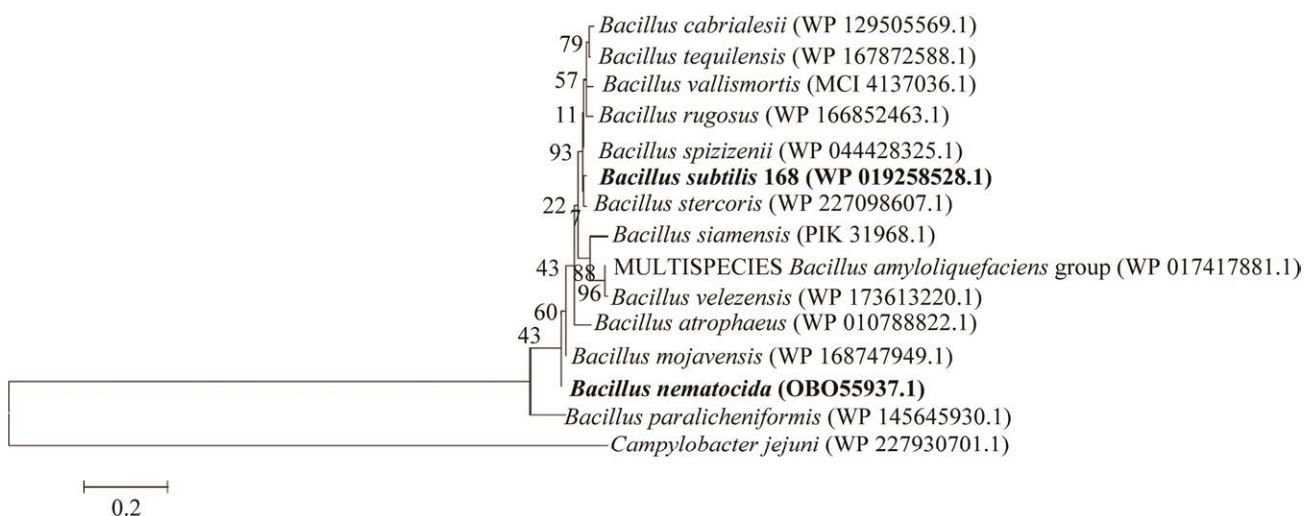 Bacillus cabrialesii (WP 129505569.1)
79
Bacillus tequilensis (WP 167872588.1)
57
Bacillus vallismortis (MCI 4137036.1)
11
Bacillus rugosus (WP 166852463.1)
93
Bacillus spizizenii (WP 044428325.1)
Bacillus subtilis 168 (WP 019258528.1)
22
7
Bacillus stercoris (WP 227098607.1)
Bacillus siamensis (PIK 31968.1)
43
88
MULTISPECIES Bacillus amyloliquefaciens group (WP 017417881.1)
96
Bacillus velezensis (WP 173613220.1)
60
Bacillus atrophaeus (WP 010788822.1)
43
Bacillus mojavensis (WP 168747949.1)
Bacillus nematocida (OBO55937.1)
Bacillus paralicheniformis (WP 145645930.1)
Campylobacter jejuni (WP 227930701.1)
0.2